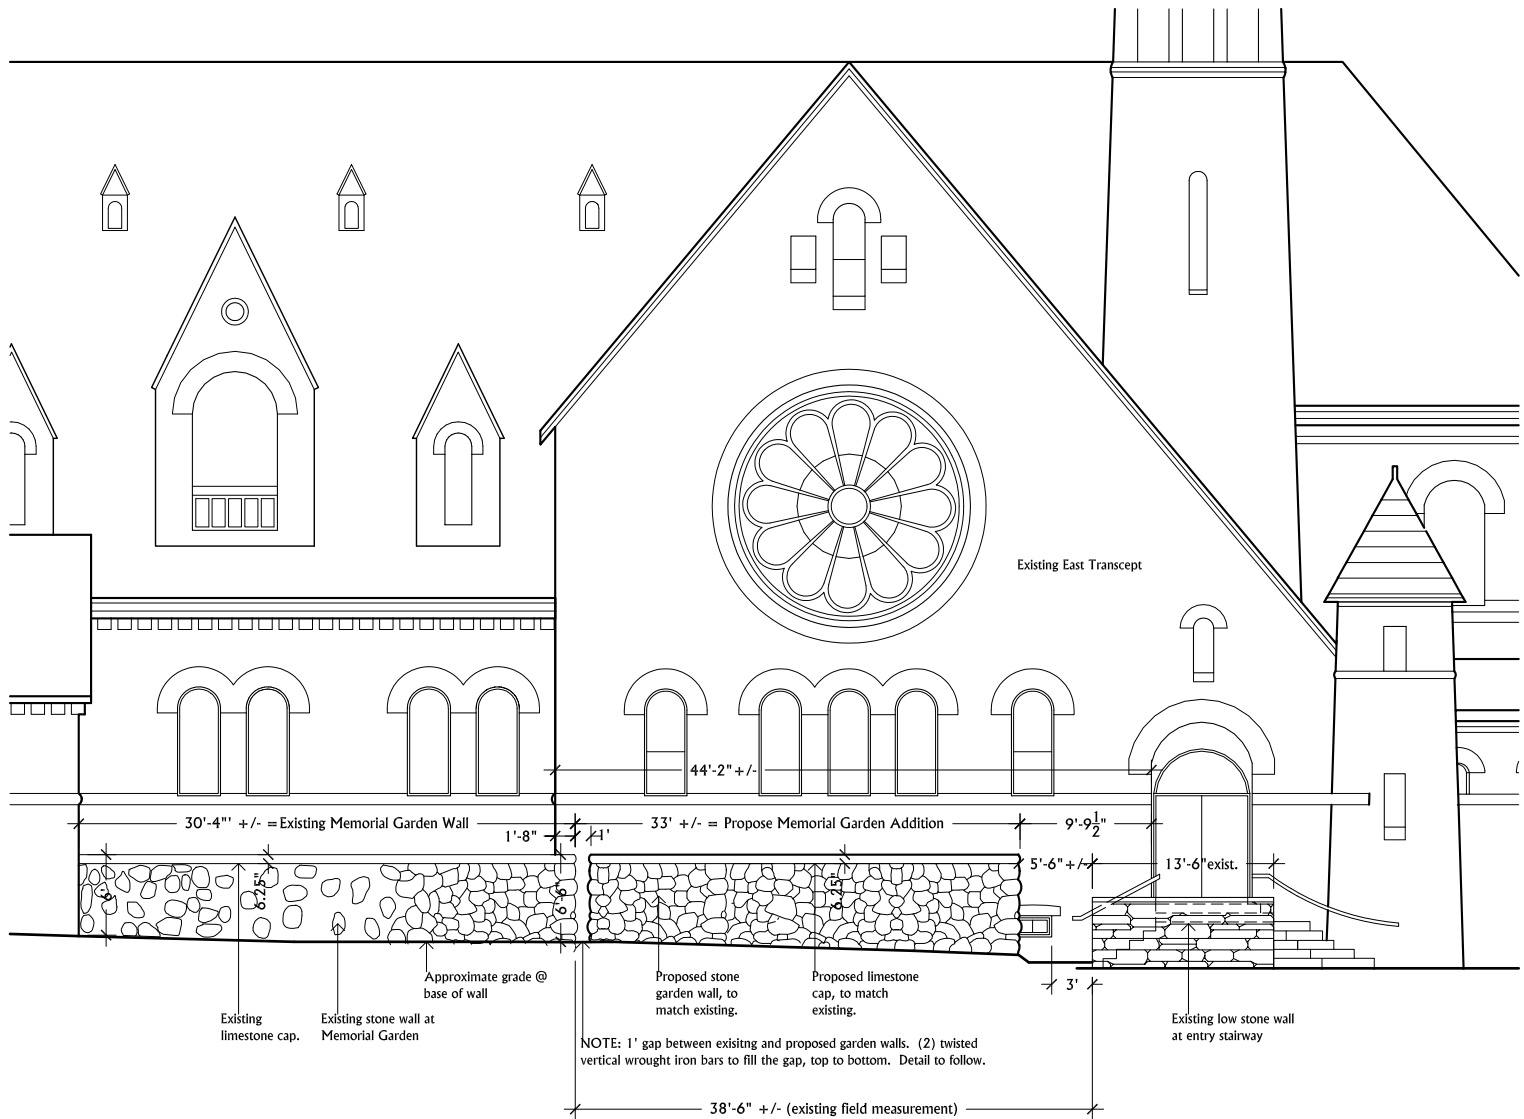 Existing East Transcept
44'-2"+/-
30'-4"' +/- =Existing Memorial Garden Wall
33' +/- = Propose Memorial Garden Addition
9'-9 1/2"
1'-8"
1'
5'-6"+/-
13'-6"exist.
6'
6.25"
6'-6"
6.25"
Approximate grade @
base of wall
Proposed stone
garden wall, to
match existing.
Proposed limestone
cap, to match
existing.
3'
Existing
limestone cap.
Existing stone wall at
Memorial Garden
Existing low stone wall
at entry stairway
NOTE: 1' gap between exisitng and proposed garden walls. (2) twisted
vertical wrought iron bars to fill the gap, top to bottom. Detail to follow.
38'-6" +/- (existing field measurement)